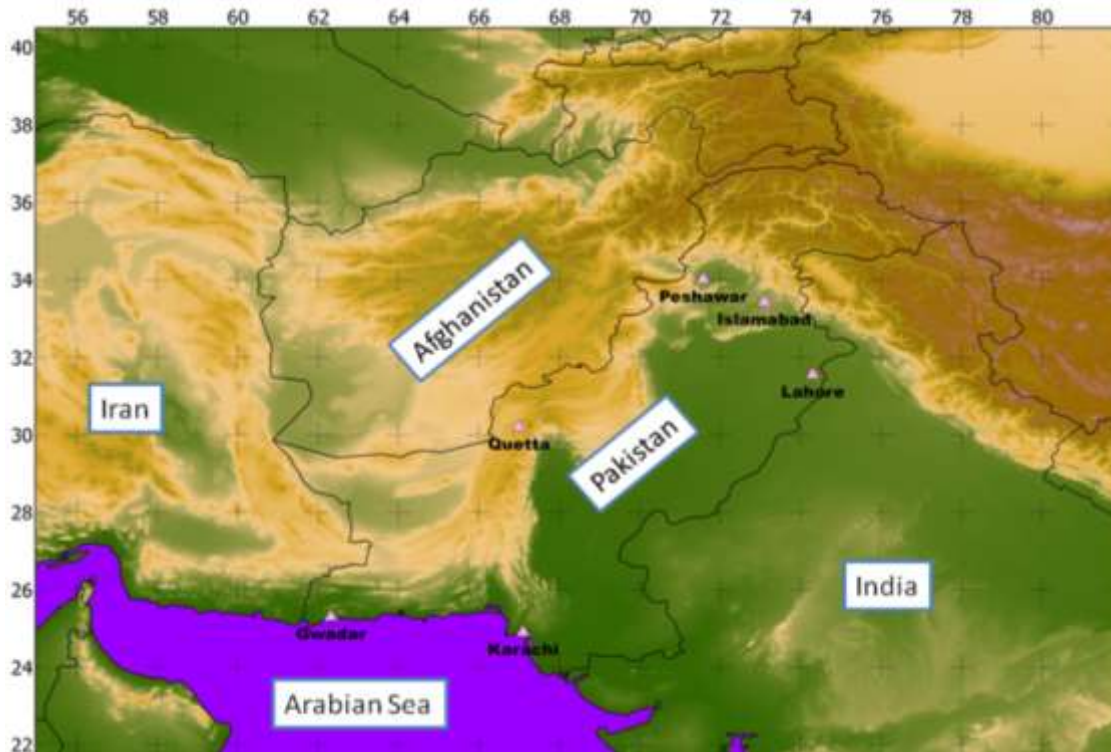 56 58 60 62 64 66 68 70 72 74 76 78 80
40
38
36
34
32
30
28
26
24
22
Afghanistan
Peshawar
Islamabad
Iran
Lahore
Quetta
Pakistan
India
Gwadar
Karachi
Arabian Sea